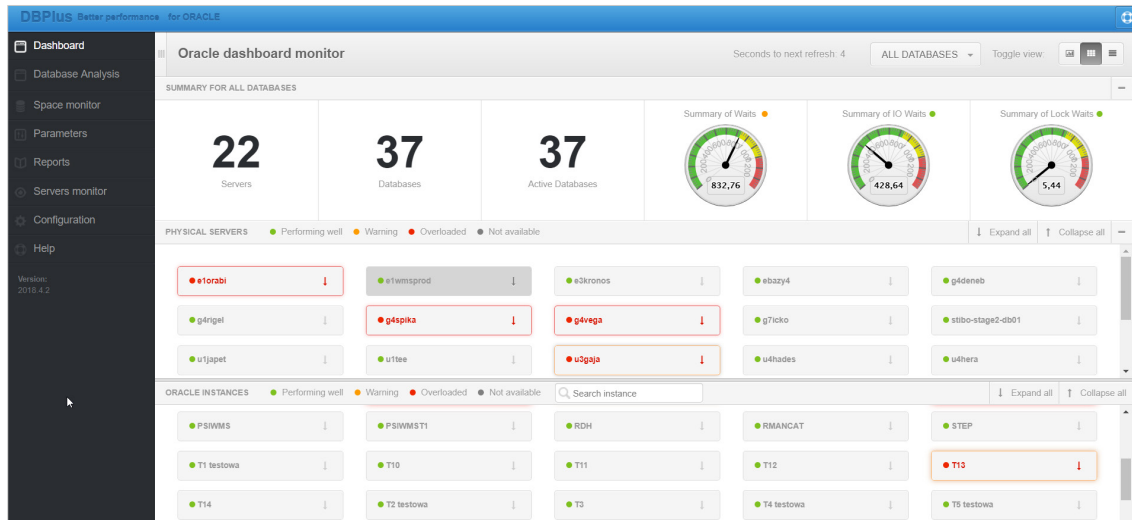 DBPlus Better performance for ORACLE
Dashboard
Database Analysis
Space monitor
Parameters
Reports
Servers monitor
Configuration
Help
Version:
2018.4.2
Oracle dashboard monitor
Seconds to next refresh: 4
ALL DATABASES
Toggle view:
SUMMARY FOR ALL DATABASES
22
Servers
37
Databases
37
Active Databases
Summary of Waits
832,76
Summary of IO Waits
428,64
Summary of Lock Waits
5,44
PHYSICAL SERVERS Performing well Warning Overloaded Not available Expand all Collapse all
e1orabi e1wmsprod e3kronos ebazy4 g4deneb
g4rigel g4spika g4vega g7icko stibo-stage2-db01
u1japet u1tee u3gaja u4hades u4hera
ORACLE INSTANCES Performing well Warning Overloaded Not available Search instance Expand all Collapse all
PSIWMS PSIWMST1 RDH RMANCAT STEP
T1 testowa T10 T11 T12 T13
T14 T2 testowa T3 T4 testowa T5 testowa